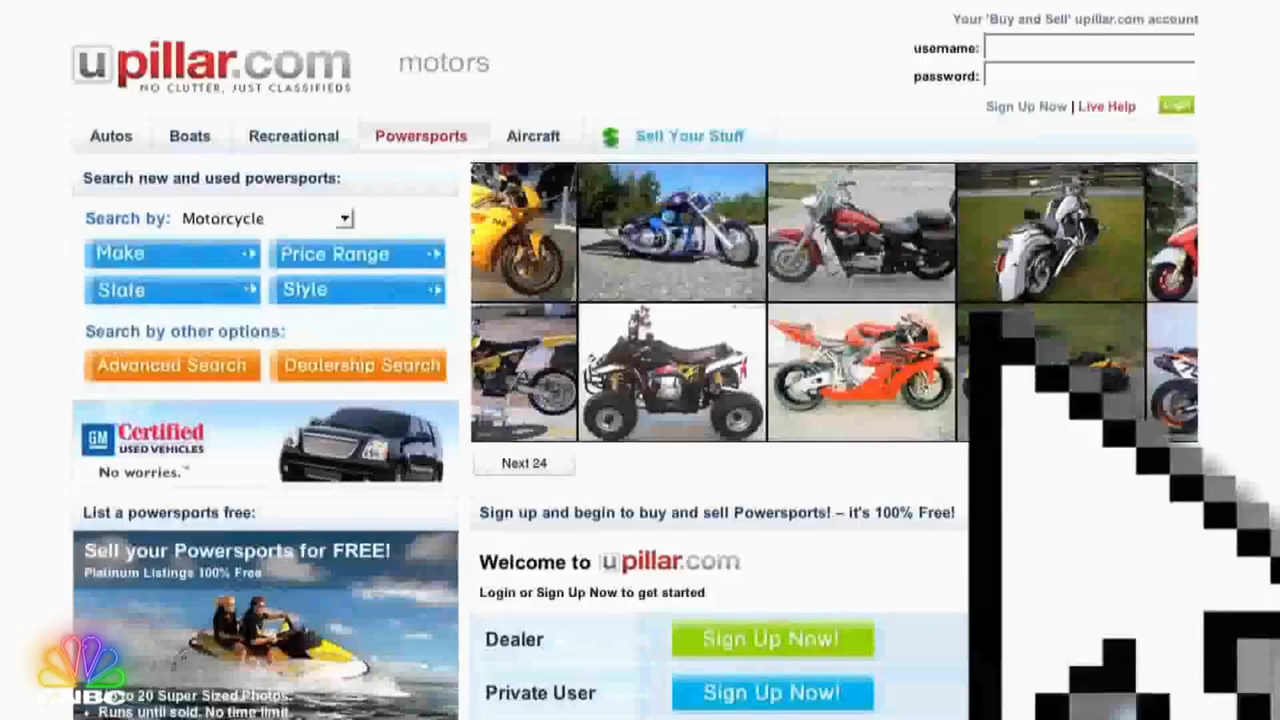 Your 'Buy and Sell' upillar.com account
upillar.com motors
NO CLUTTER, JUST CLASSIFIEDS
username:
password:
Sign Up Now | Live Help Login
Autos Boats Recreational Powersports Aircraft $ Sell Your Stuff
Search new and used powersports:
Search by: Motorcycle
Make Price Range
State Style
Search by other options:
Advanced Search Dealership Search
GM Certified
USED VEHICLES
No worries.™
Next 24
List a powersports free:
Sign up and begin to buy and sell Powersports! – it's 100% Free!
Sell your Powersports for FREE!
Platinum Listings 100% Free
Welcome to upillar.com
Login or Sign Up Now to get started
Dealer Sign Up Now!
Private User Sign Up Now!
NBC
to 20 Super Sized Photos.
• Runs until sold. No time limit.